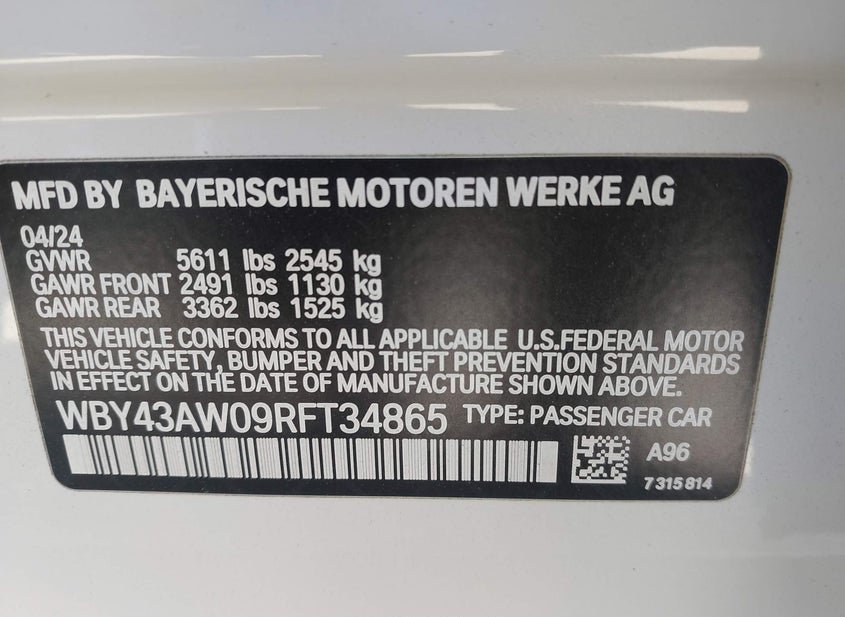 MFD BY BAYERISCHE MOTOREN WERKE AG
04/24
GVWR 5611 lbs 2545 kg
GAWR FRONT 2491 lbs 1130 kg
GAWR REAR 3362 lbs 1525 kg
THIS VEHICLE CONFORMS TO ALL APPLICABLE U.S.FEDERAL MOTOR
VEHICLE SAFETY, BUMPER AND THEFT PREVENTION STANDARDS
IN EFFECT ON THE DATE OF MANUFACTURE SHOWN ABOVE.
WBY43AW09RFT34865 TYPE: PASSENGER CAR
A96
7 315 814